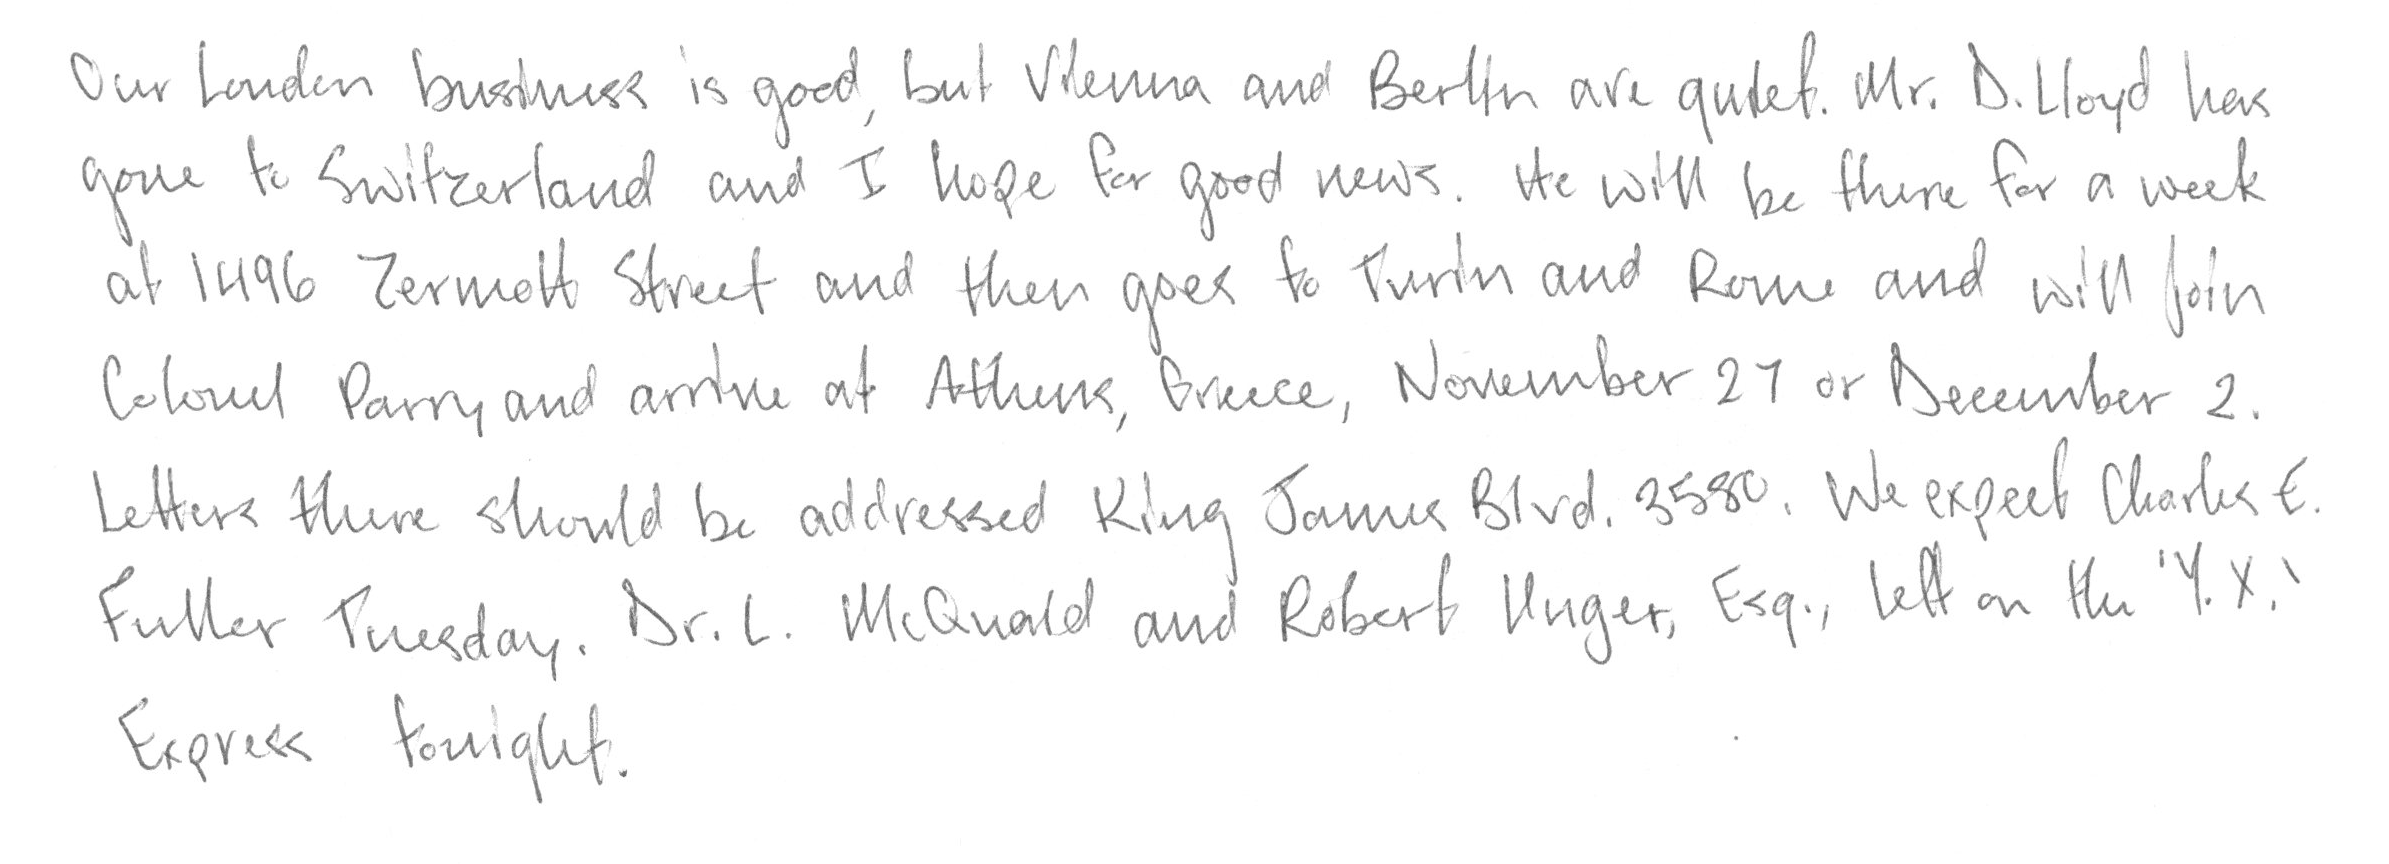 Our London business is good, but Vienna and Berlin are quiet. Mr. D. Lloyd has
gone to Switzerland and I hope for good news. He will be there for a week
at 1496 Zermott Street and then goes to Turin and Rome and will join
Colonel Parry and arrive at Athens, Greece, November 27 or December 2.
Letters there should be addressed King James Blvd. 3580. We expect Charles E.
Fuller Tuesday. Dr. L. McQuaid and Robert Unger, Esq., left on the 'Y.X.'
Express tonight.